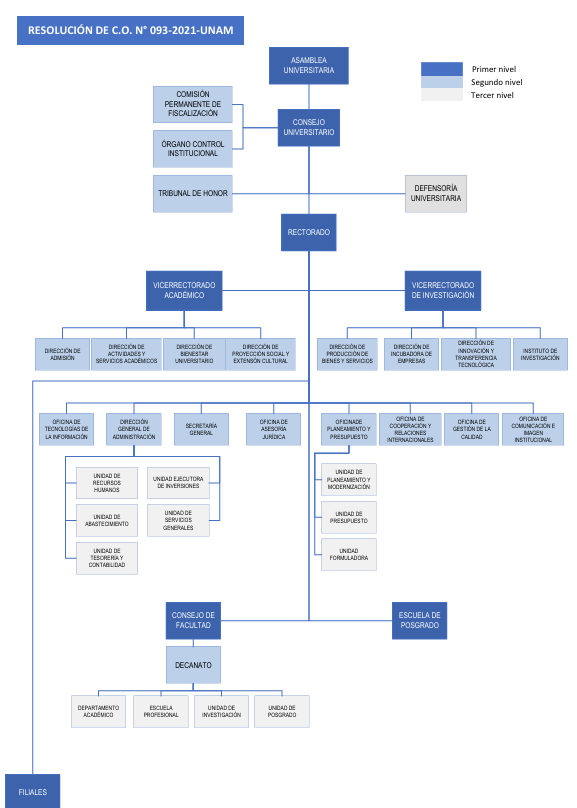 RESOLUCIÓN DE C.O. N° 093-2021-UNAM
ASAMBLEA
UNIVERSITARIA
Primer nivel
Segundo nivel
Tercer nivel
COMISIÓN
PERMANENTE DE
FISCALIZACIÓN
CONSEJO
UNIVERSITARIO
ÓRGANO CONTROL
INSTITUCIONAL
TRIBUNAL DE HONOR
DEFENSORÍA
UNIVERSITARIA
RECTORADO
VICERRECTORADO
ACADÉMICO
VICERRECTORADO
DE INVESTIGACIÓN
DIRECCIÓN DE
ADMISIÓN
DIRECCIÓN DE
ACTIVIDADES Y
SERVICIOS ACADÉMICOS
DIRECCIÓN DE
BIENESTAR
UNIVERSITARIO
DIRECCIÓN DE
PROYECCIÓN SOCIAL Y
EXTENSÓN CULTURAL
DIRECCIÓN DE
PRODUCCIÓN DE
BIENES Y SERVICIOS
DIRECCIÓN DE
INCUBADORA DE
EMPRESAS
DIRECCIÓN DE
INNOVACIÓN Y
TRANSFERENCIA
TECNOLÓGICA
INSTITUTO DE
INVESTIGACIÓN
OFICINA DE
TECNOLOGÍAS DE
LA INFORMACIÓN
DIRECCIÓN
GENERAL DE
ADMINISTRACIÓN
SECRETARÍA
GENERAL
OFICINA DE
ASESORÍA
JURÍDICA
OFICINADE
PLANEAMIENTO Y
PRESUPUESTO
OFICINA DE
COOPERACIÓN Y
RELACIONES
INTERNACIONALES
OFICINA DE
GESTIÓN DE LA
CALIDAD
OFICINA DE
COMUNICACIÓN E
IMAGEN
INSTITUCIONAL
UNIDAD DE
RECURSOS
HUMANOS
UNIDAD EJECUTORA
DE INVERSIONES
UNIDAD DE
PLANEAMIENTO Y
MODERNIZACIÓN
UNIDAD DE
ABASTECIMIENTO
UNIDAD DE
SERVICIOS
GENERALES
UNIDAD DE
PRESUPUESTO
UNIDAD DE
TESORERÍA Y
CONTABILIDAD
UNIDAD
FORMULADORA
CONSEJO DE
FACULTAD
ESCUELA DE
POSGRADO
DECANATO
DEPARTAMENTO
ACADÉMICO
ESCUELA
PROFESIONAL
UNIDAD DE
INVESTIGACIÓN
UNIDAD DE
POSGRADO
FILIALES